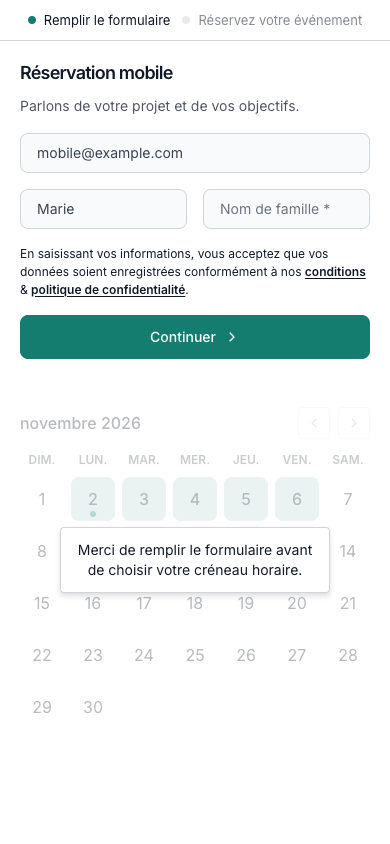 Remplir le formulaire
Réservez votre événement
Réservation mobile
Parlons de votre projet et de vos objectifs.
mobile@example.com
Marie
Nom de famille *
En saisissant vos informations, vous acceptez que vos
données soient enregistrées conformément à nos conditions
& politique de confidentialité.
Continuer
novembre 2026
DIM. LUN. MAR. MER. JEU. VEN. SAM.
1 2 3 4 5 6 7
8 14
Merci de remplir le formulaire avant
de choisir votre créneau horaire.
15 16 17 18 19 20 21
22 23 24 25 26 27 28
29 30